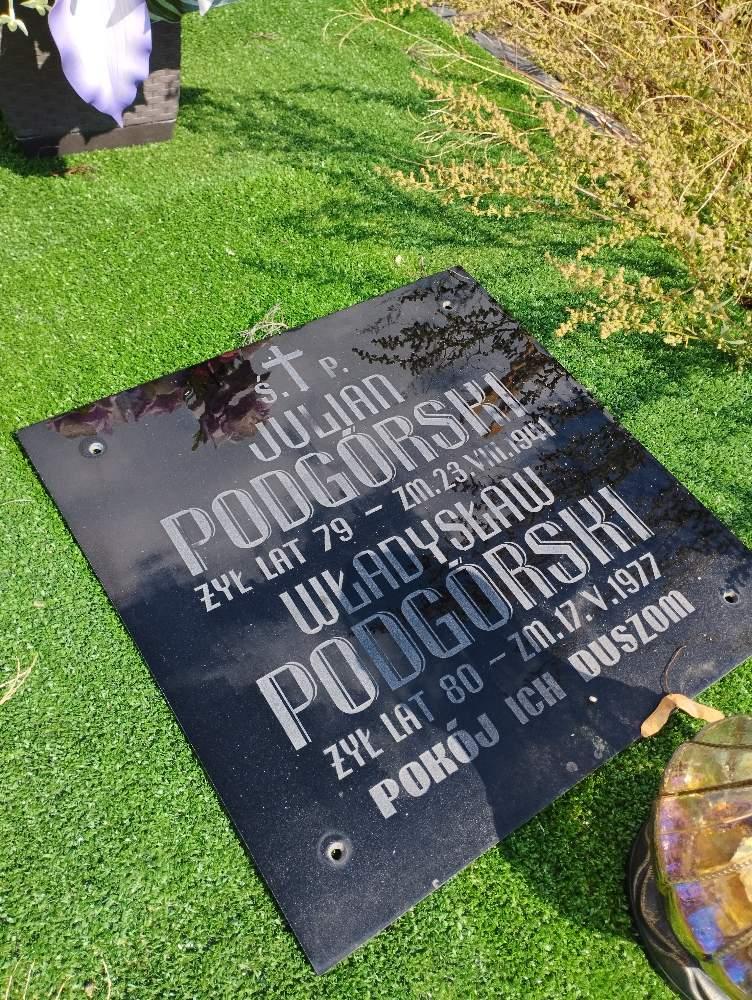 Ś. P.
JULIAN
PODGÓRSKI
ŻYŁ LAT 79 – ZM. 23.VIII.1941
WŁADYSŁAW
PODGÓRSKI
ŻYŁ LAT 80 – ZM. 17.V.1977
POKÓJ ICH DUSZOM